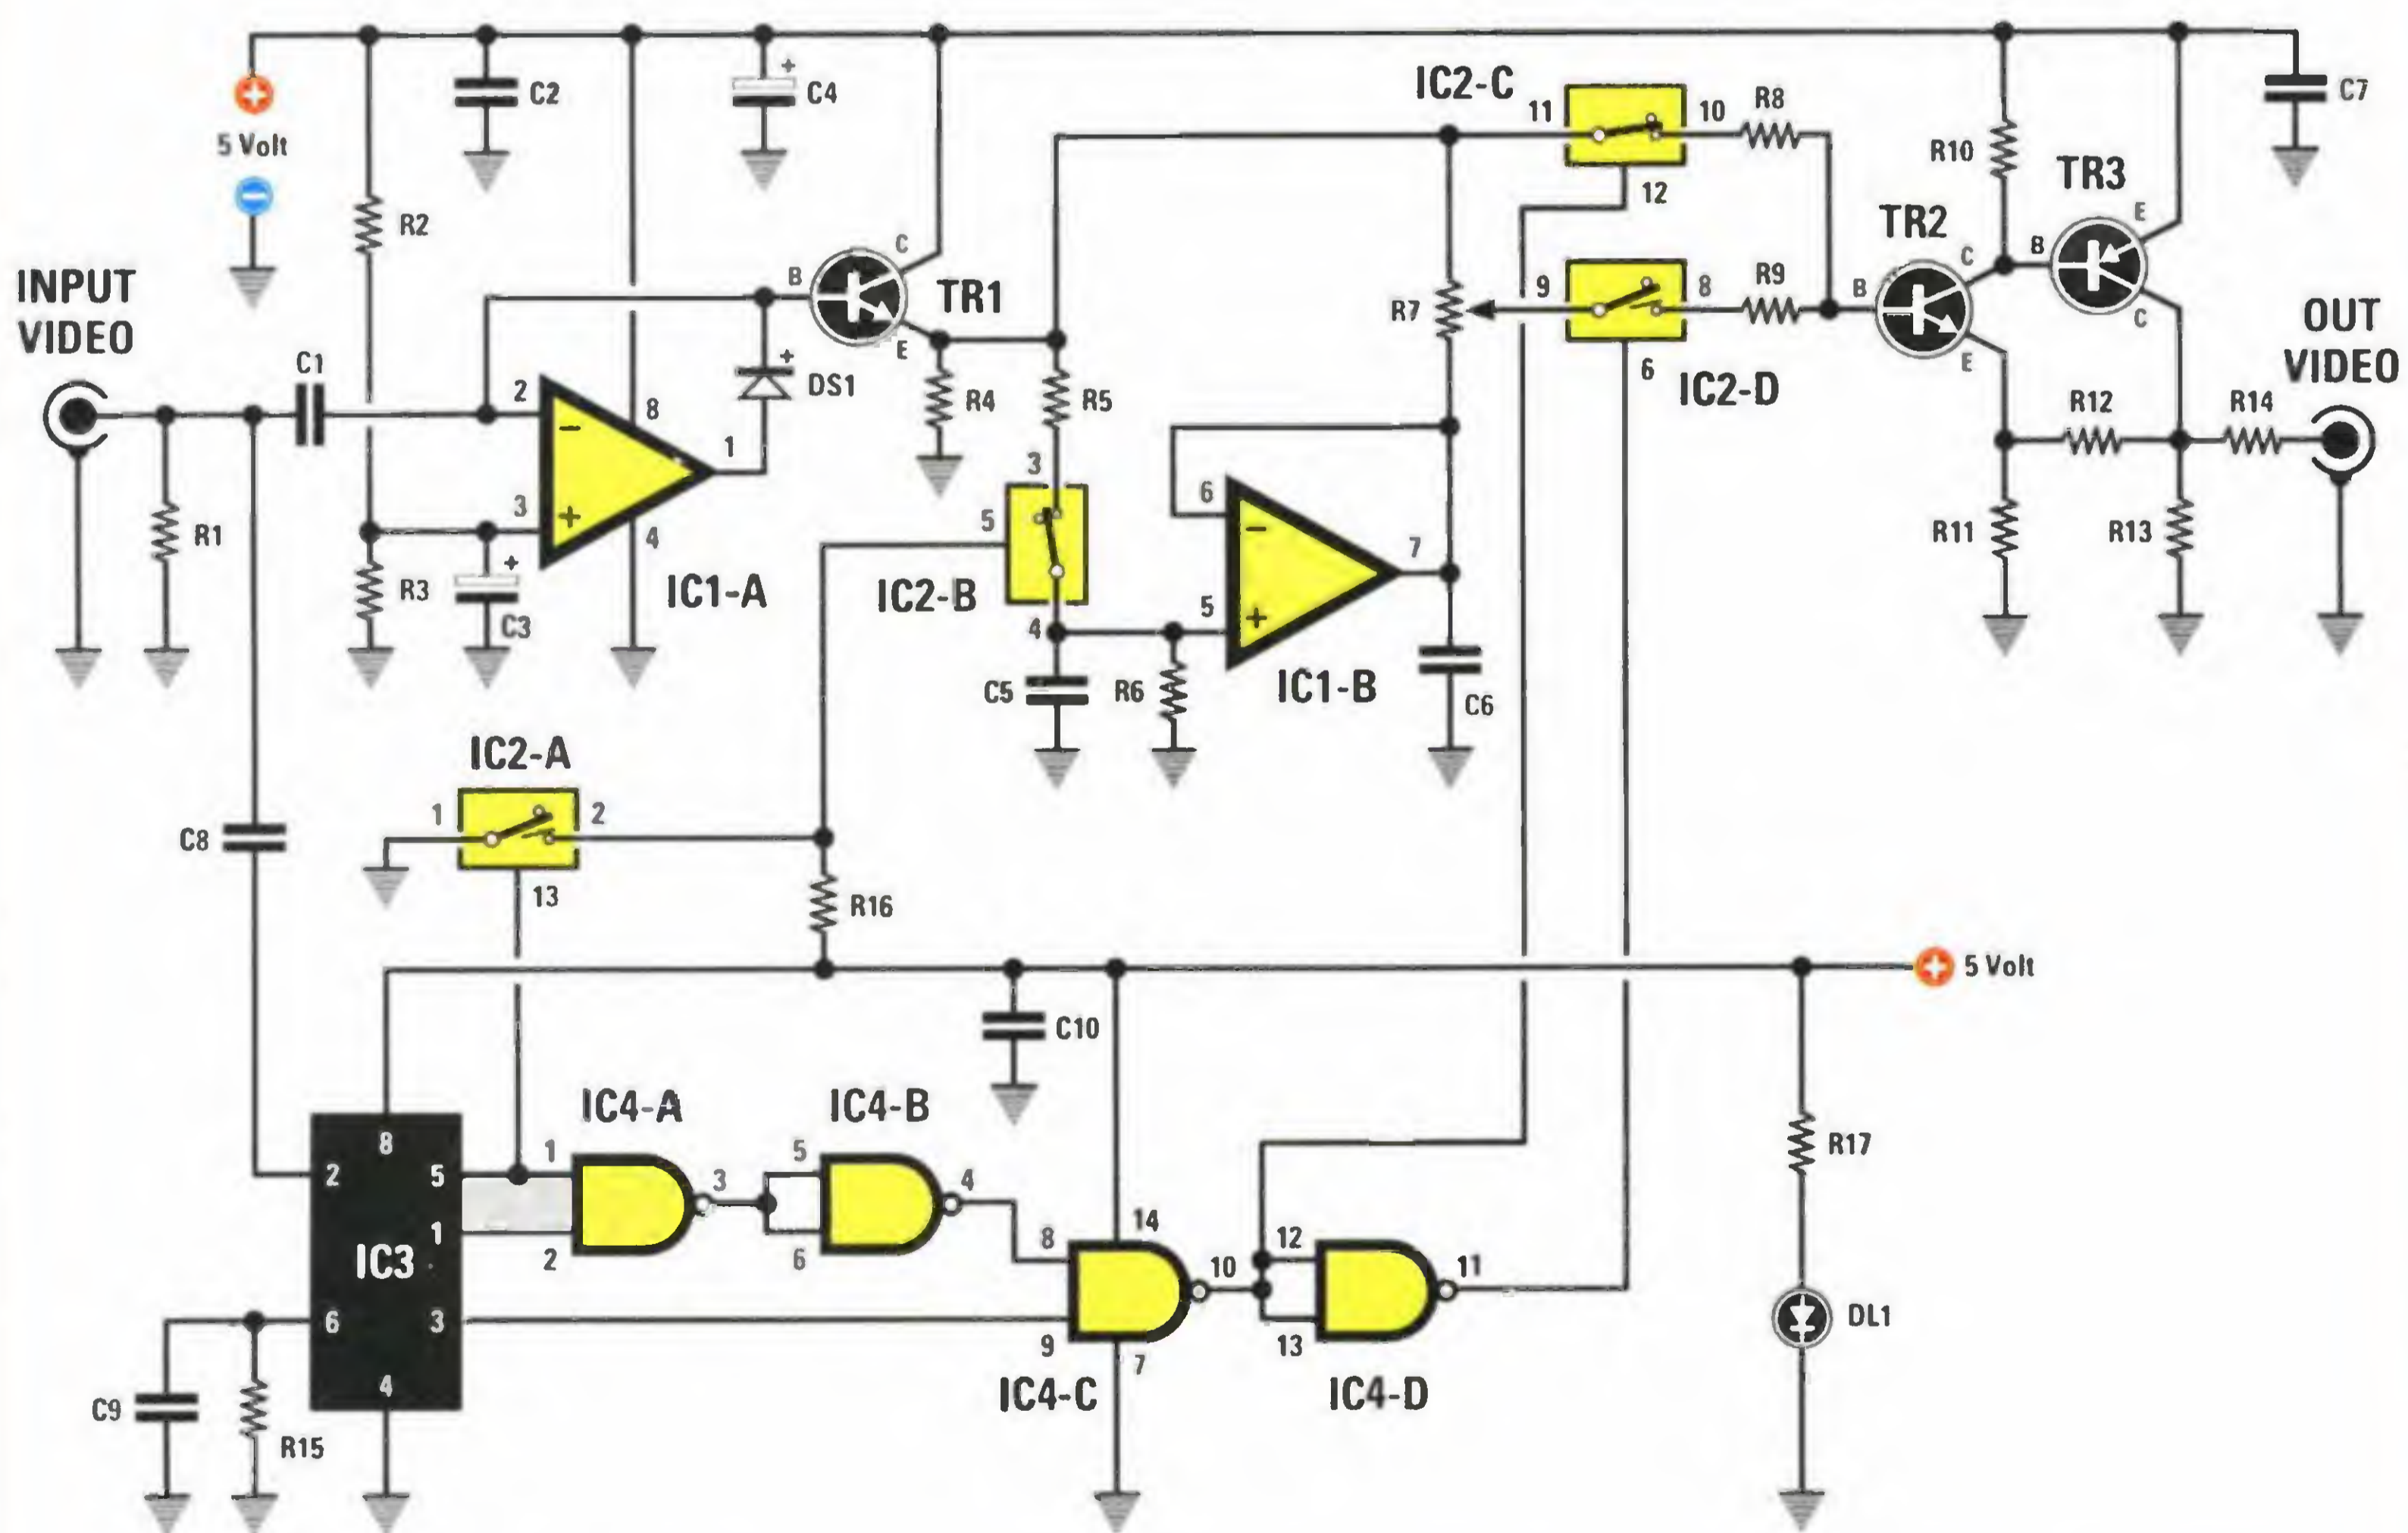 C2
+
C4
5 Volt
IC2-C
11
10
R8
12
C7
R10
TR3
E
B
C
R2
INPUT
VIDEO
C
B
TR1
E
TR2
C
B
E
R7
9
8
R9
6
IC2-D
OUT
VIDEO
C1
2
8
+
DS1
R4
R5
R12
R14
−
1
R1
3
+
4
IC1-A
R3
+
C3
3
5
IC2-B
4
6
−
7
5
+
IC1-B
R11
R13
C5
R6
C6
IC2-A
1
2
13
C8
R16
5 Volt
C10
IC4-A
IC4-B
R17
8
2
5
1
1
2
3
5
6
4
IC3
6
3
4
8
14
9
7
10
12
13
11
IC4-C
IC4-D
DL1
C9
R15